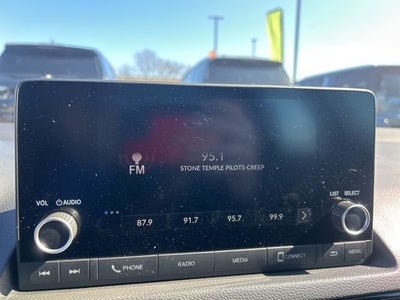 95.1
FM
STONE TEMPLE PILOTS-CREEP
VOL AUDIO
LIST SELECT
87.9 91.7 95.7 99.9
PHONE RADIO MEDIA CONNECT MENU